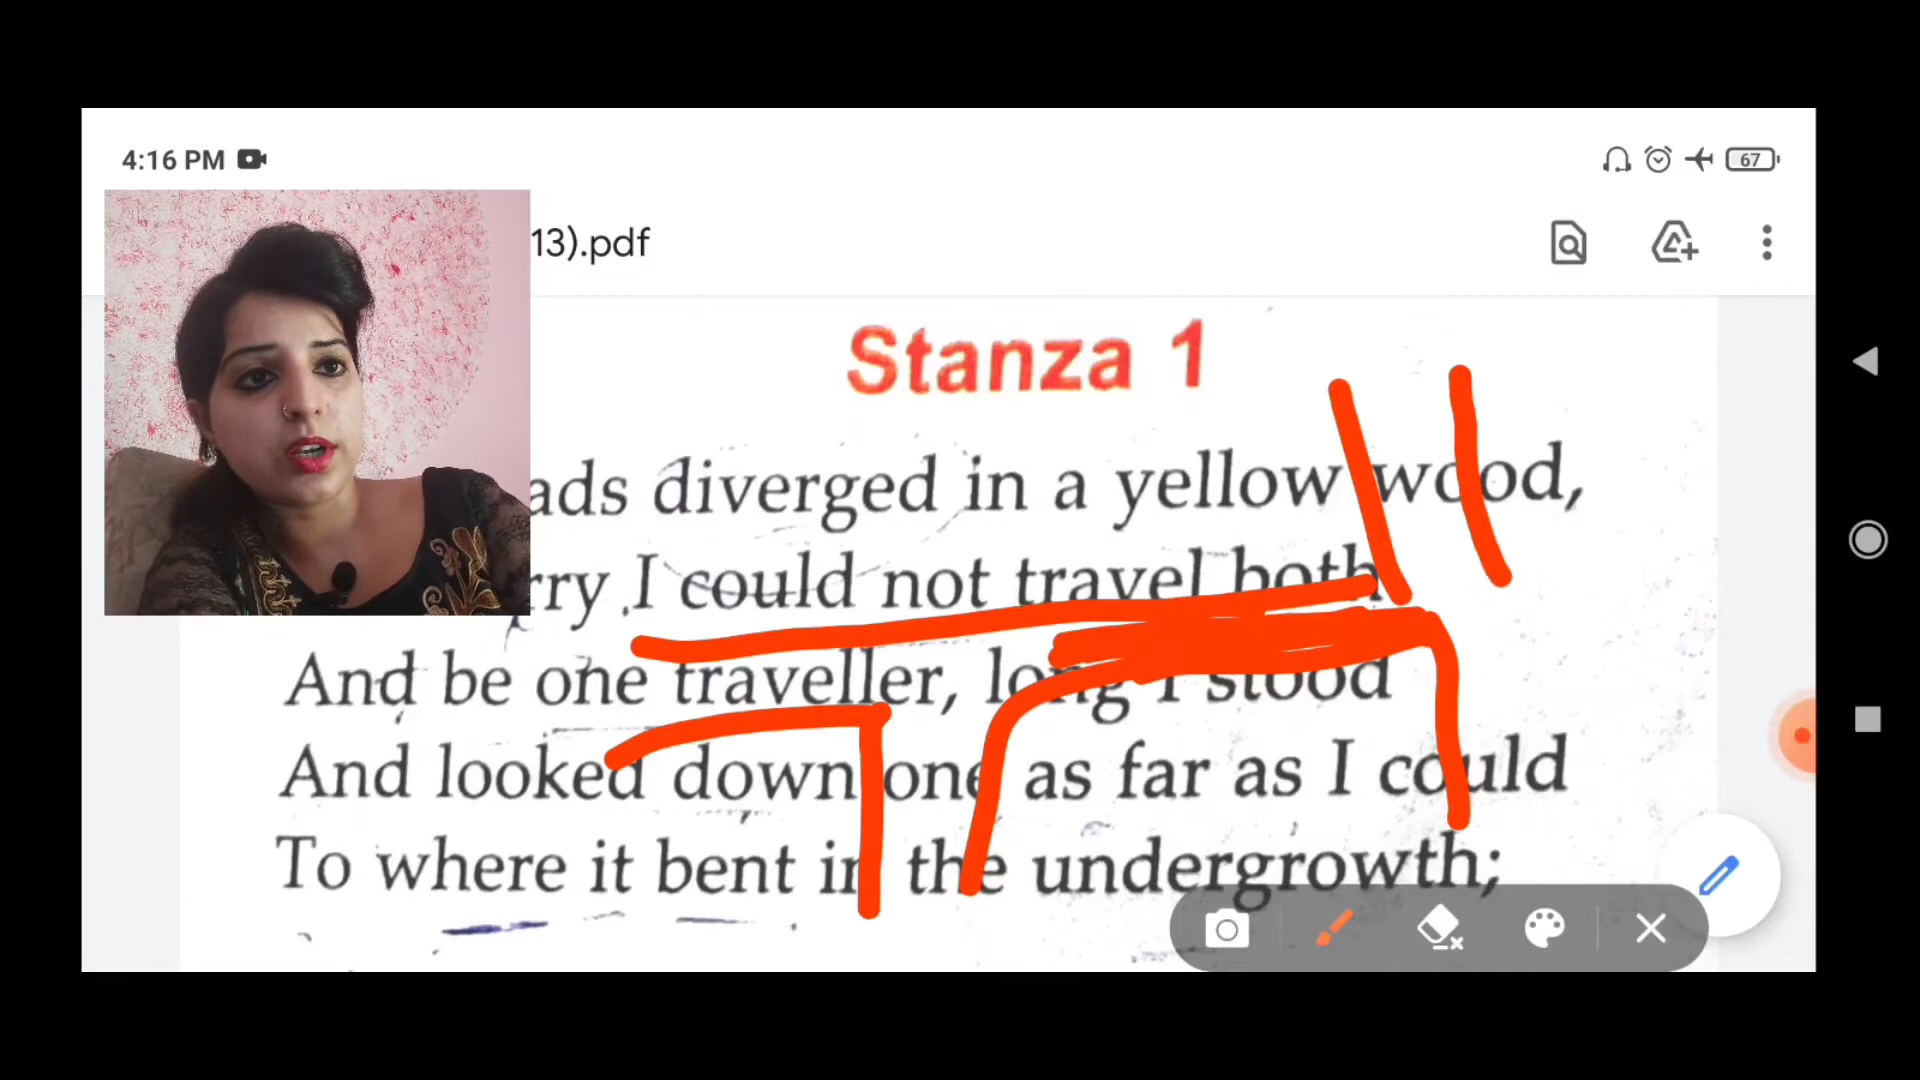 4:16 PM
67
13).pdf
Stanza 1
ads diverged in a yellow wood,
rry I could not travel both
And be one traveller, long I stood
And looked down one as far as I could
To where it bent in the undergrowth;